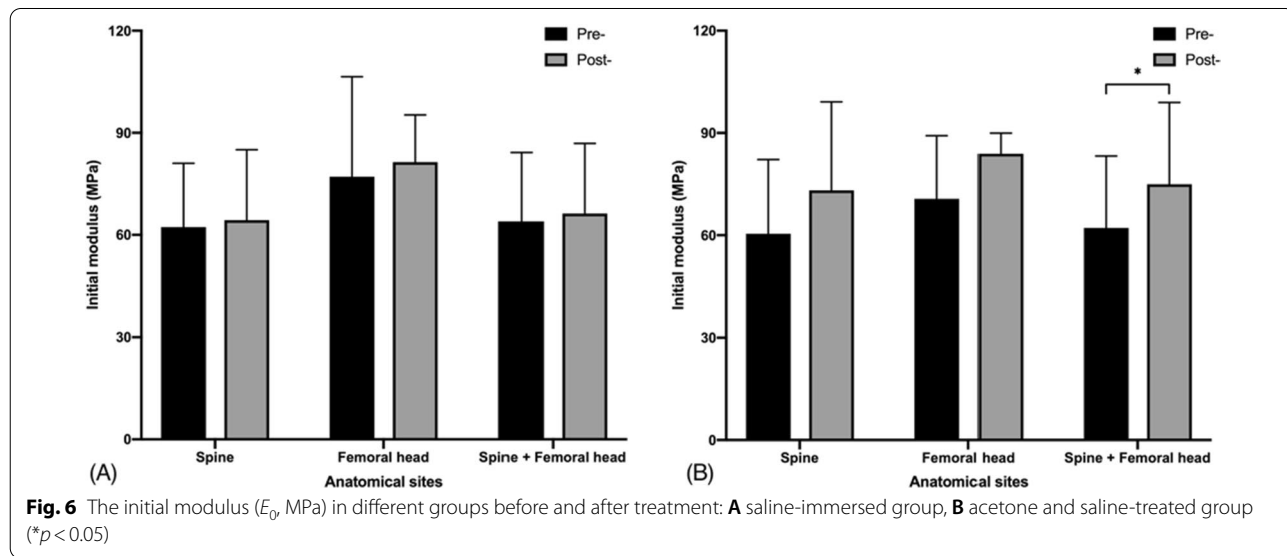 120
90
60
30
0
Initial modulus (MPa)
Pre-
Post-
Spine
Femoral head
Spine + Femoral head
Anatomical sites
(A)
120
90
60
30
0
Initial modulus (MPa)
Pre-
Post-
*
Spine
Femoral head
Spine + Femoral head
Anatomical sites
(B)
Fig. 6 The initial modulus (E₀, MPa) in different groups before and after treatment: A saline-immersed group, B acetone and saline-treated group
(*p < 0.05)